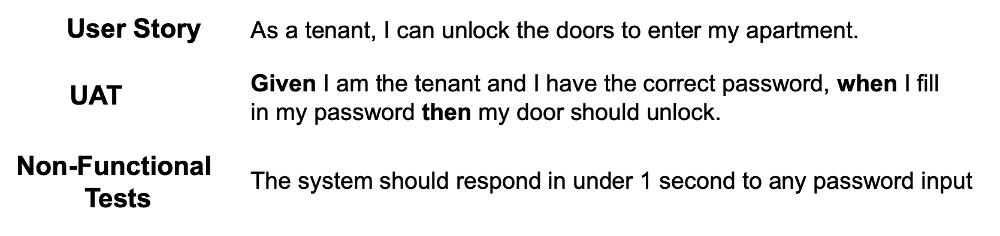 User Story
As a tenant, I can unlock the doors to enter my apartment.
UAT
Given I am the tenant and I have the correct password, when I fill
in my password then my door should unlock.
Non-Functional
Tests
The system should respond in under 1 second to any password input